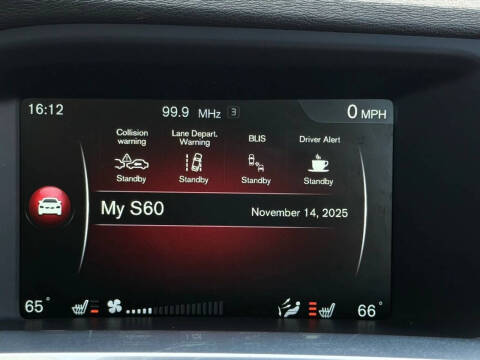 16:12 99.9 MHz 3 0 MPH
Collision warning Lane Depart. Warning BLIS Driver Alert
Standby Standby Standby Standby
My S60 November 14, 2025
65° 66°